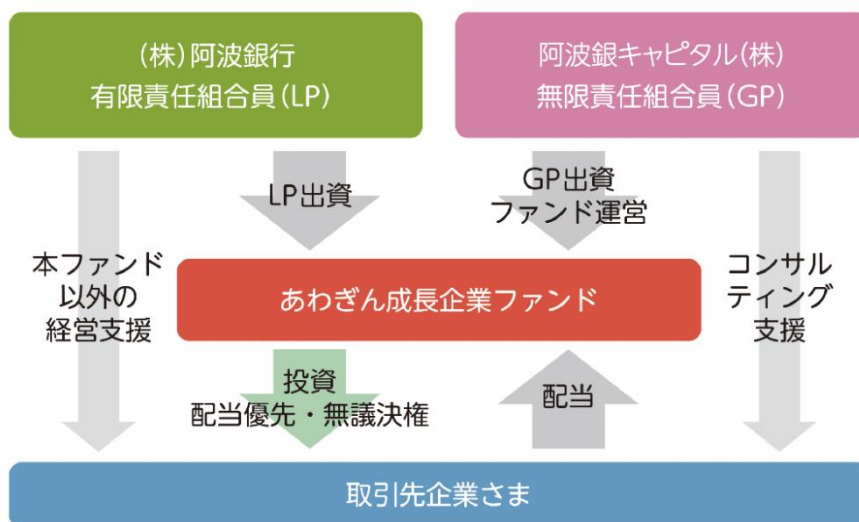 (株)阿波銀行
有限責任組合員(LP)
阿波銀キャピタル(株)
無限責任組合員(GP)
LP出資
GP出資
ファンド運営
本ファンド
以外の
経営支援
あわぎん成長企業ファンド
コンサル
ティング
支援
投資
配当優先・無議決権
配当
取引先企業さま